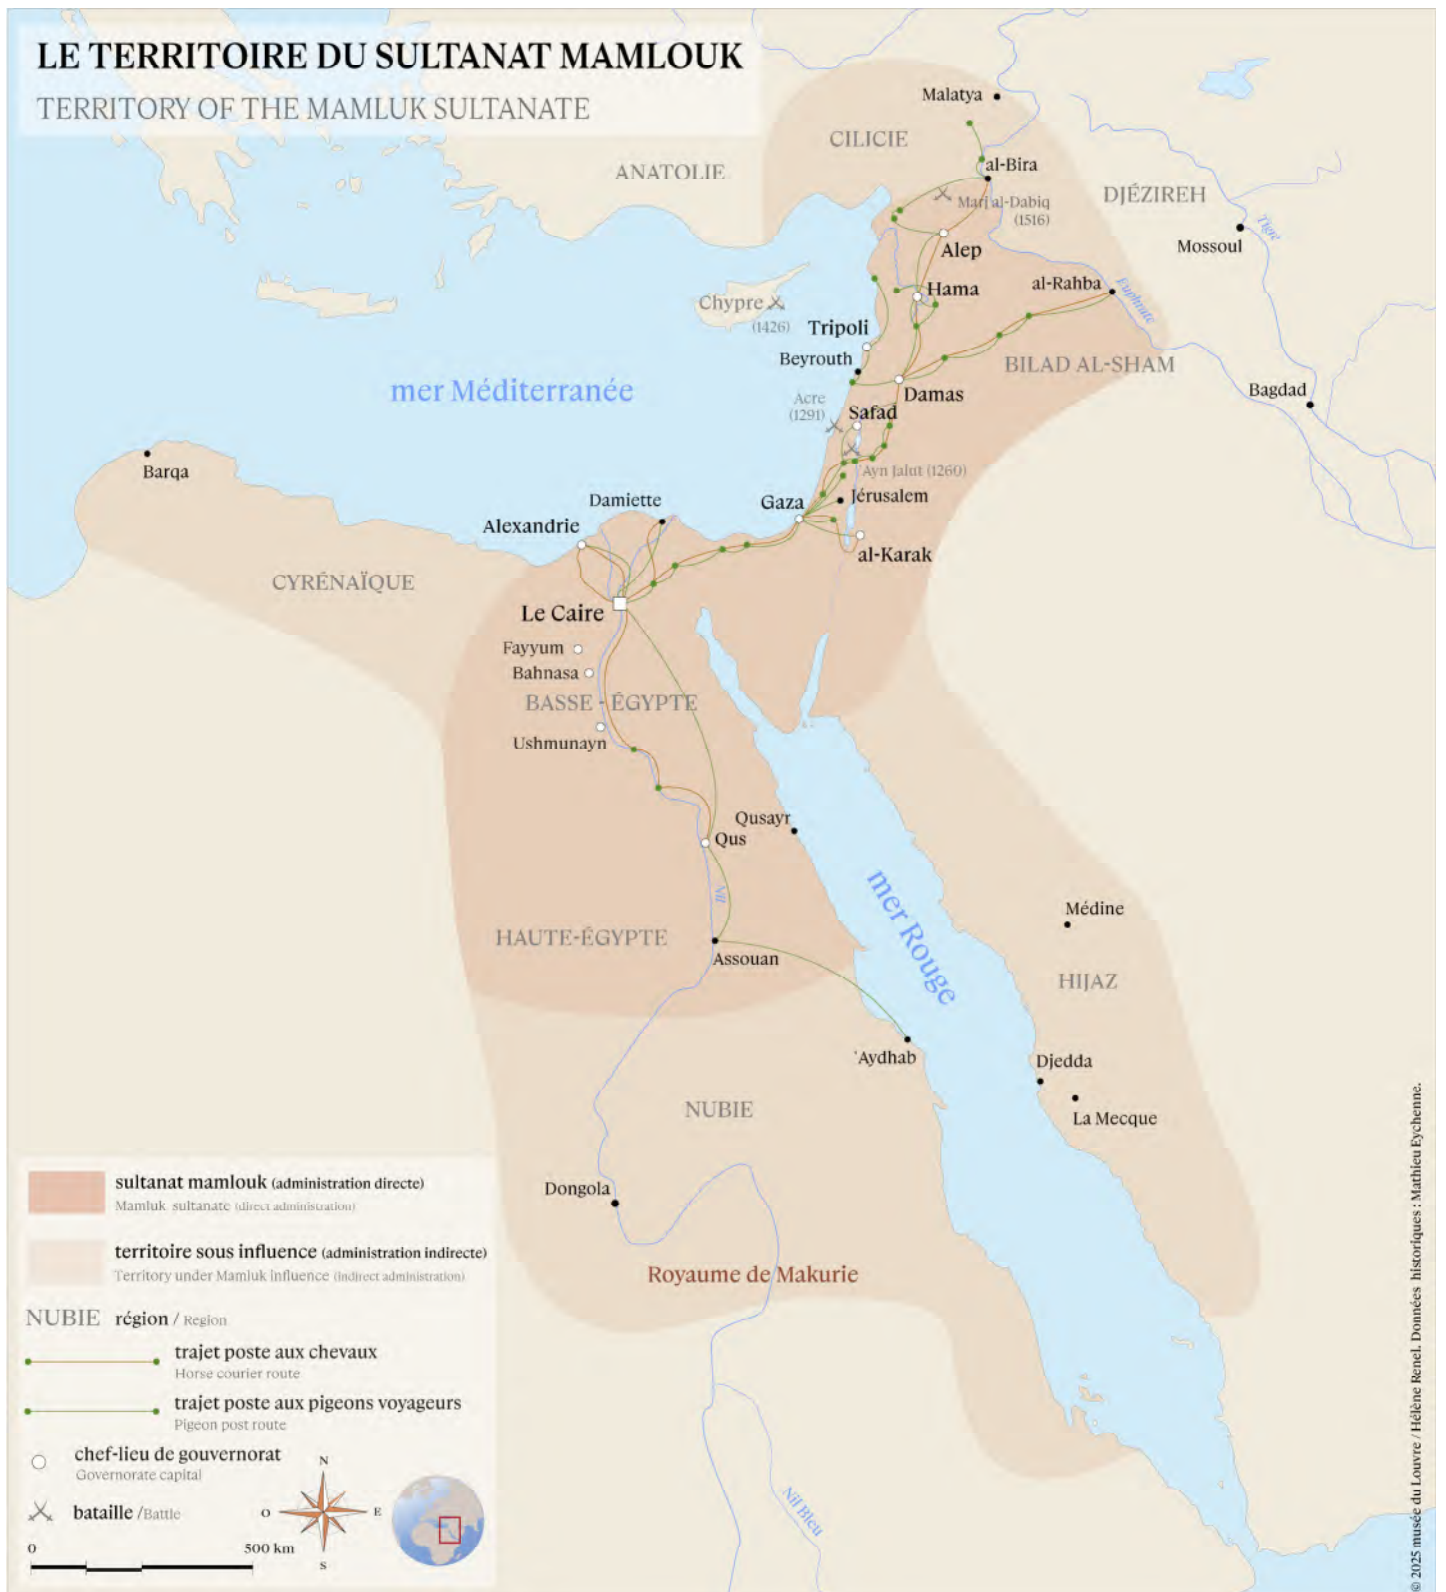 LE TERRITOIRE DU SULTANAT MAMLOUK
TERRITORY OF THE MAMLUK SULTANATE
Malatya
CILICIE
ANATOLIE
al-Bira
DJÉZIREH
Marj al-Dabiq
(1516)
Tigre
Mossoul
Alep
Hama
al-Rahba
Euphrate
Chypre
(1426)
Tripoli
Beyrouth
BILAD AL-SHAM
mer Méditerranée
Damas
Bagdad
Acre
(1291)
Safad
Barqa
'Ayn Jalut (1260)
Damiette
Gaza
Jérusalem
Alexandrie
al-Karak
CYRÉNAÏQUE
Le Caire
Fayyum
Bahnasa
BASSE - ÉGYPTE
Ushmunayn
Qusayr
Qus
Nil
mer Rouge
Médine
HAUTE-ÉGYPTE
Assouan
HIJAZ
'Aydhab
Djedda
La Mecque
NUBIE
Dongola
Royaume de Makurie
Nil Bleu
sultanat mamlouk (administration directe)
Mamluk sultanate (direct administration)
territoire sous influence (administration indirecte)
Territory under Mamluk influence (indirect administration)
NUBIE région / Region
trajet poste aux chevaux
Horse courier route
trajet poste aux pigeons voyageurs
Pigeon post route
chef-lieu de gouvernorat
Governorate capital
bataille /Battle
N
O
E
S
0
500 km
© 2025 musée du Louvre / Hélène Renel. Données historiques : Mathieu Eychenne.